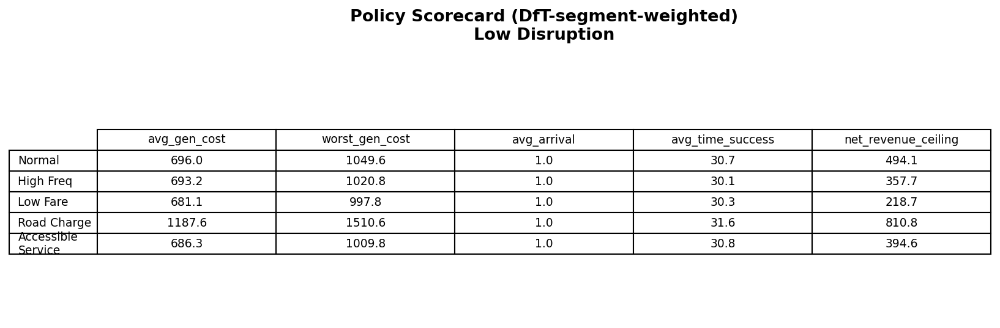 Policy Scorecard (DfT-segment-weighted)
Low Disruption
avg_gen_cost worst_gen_cost avg_arrival avg_time_success net_revenue_ceiling
Normal 696.0 1049.6 1.0 30.7 494.1
High Freq 693.2 1020.8 1.0 30.1 357.7
Low Fare 681.1 997.8 1.0 30.3 218.7
Road Charge 1187.6 1510.6 1.0 31.6 810.8
Accessible
Service 686.3 1009.8 1.0 30.8 394.6